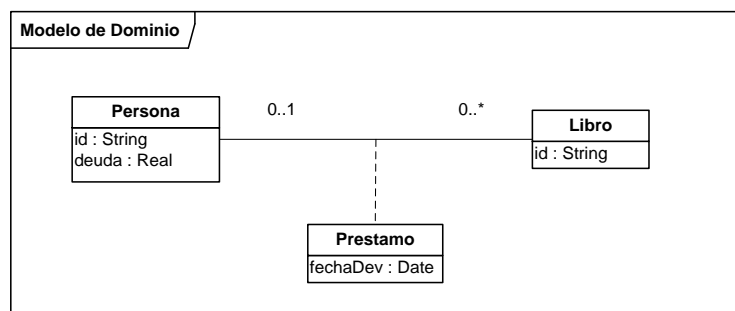 Modelo de Dominio
Persona
id : String
deuda : Real
0..1
0..*
Libro
id : String
Prestamo
fechaDev : Date